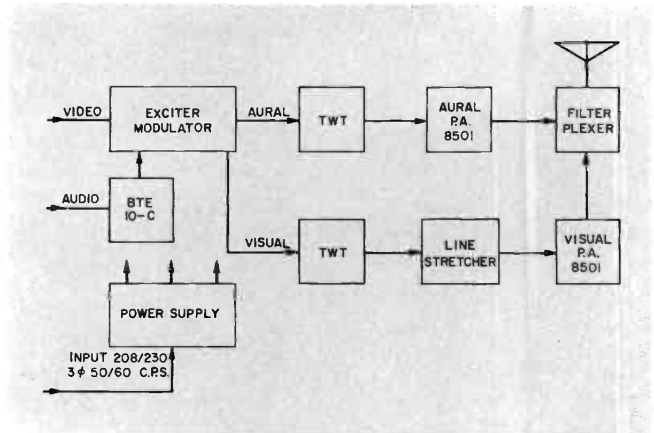 VIDEO
EXCITER
MODULATOR
AURAL
TWT
AURAL
P.A.
8501
FILTER
PLEXER
AUDIO
BTE
10-C
VISUAL
TWT
LINE
STRETCHER
VISUAL
P.A.
8501
POWER SUPPLY
INPUT 208/230
3 φ 50/60 C.P.S.